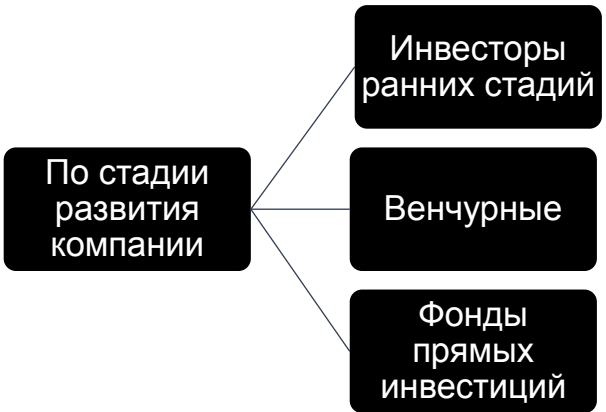 По стадии
развития
компании
Инвесторы
ранних стадий
Венчурные
Фонды
прямых
инвестиций